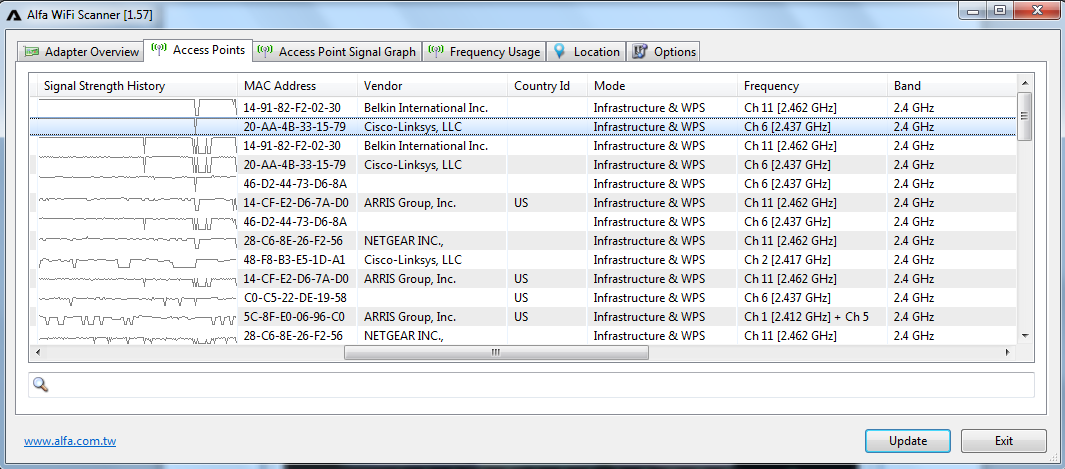 Alfa WiFi Scanner [1.57]
Adapter Overview Access Points Access Point Signal Graph Frequency Usage Location Options
Signal Strength History MAC Address Vendor Country Id Mode Frequency Band
14-91-82-F2-02-30 Belkin International Inc. Infrastructure & WPS Ch 11 [2.462 GHz] 2.4 GHz
20-AA-4B-33-15-79 Cisco-Linksys, LLC Infrastructure & WPS Ch 6 [2.437 GHz] 2.4 GHz
14-91-82-F2-02-30 Belkin International Inc. Infrastructure & WPS Ch 11 [2.462 GHz] 2.4 GHz
20-AA-4B-33-15-79 Cisco-Linksys, LLC Infrastructure & WPS Ch 6 [2.437 GHz] 2.4 GHz
46-D2-44-73-D6-8A Infrastructure & WPS Ch 6 [2.437 GHz] 2.4 GHz
14-CF-E2-D6-7A-D0 ARRIS Group, Inc. US Infrastructure & WPS Ch 11 [2.462 GHz] 2.4 GHz
46-D2-44-73-D6-8A Infrastructure & WPS Ch 6 [2.437 GHz] 2.4 GHz
28-C6-8E-26-F2-56 NETGEAR INC., Infrastructure & WPS Ch 11 [2.462 GHz] 2.4 GHz
48-F8-B3-E5-1D-A1 Cisco-Linksys, LLC Infrastructure & WPS Ch 2 [2.417 GHz] 2.4 GHz
14-CF-E2-D6-7A-D0 ARRIS Group, Inc. US Infrastructure & WPS Ch 11 [2.462 GHz] 2.4 GHz
C0-C5-22-DE-19-58 US Infrastructure & WPS Ch 6 [2.437 GHz] 2.4 GHz
5C-8F-E0-06-96-C0 ARRIS Group, Inc. US Infrastructure & WPS Ch 1 [2.412 GHz] + Ch 5 2.4 GHz
28-C6-8E-26-F2-56 NETGEAR INC., Infrastructure & WPS Ch 11 [2.462 GHz] 2.4 GHz
www.alfa.com.tw Update Exit